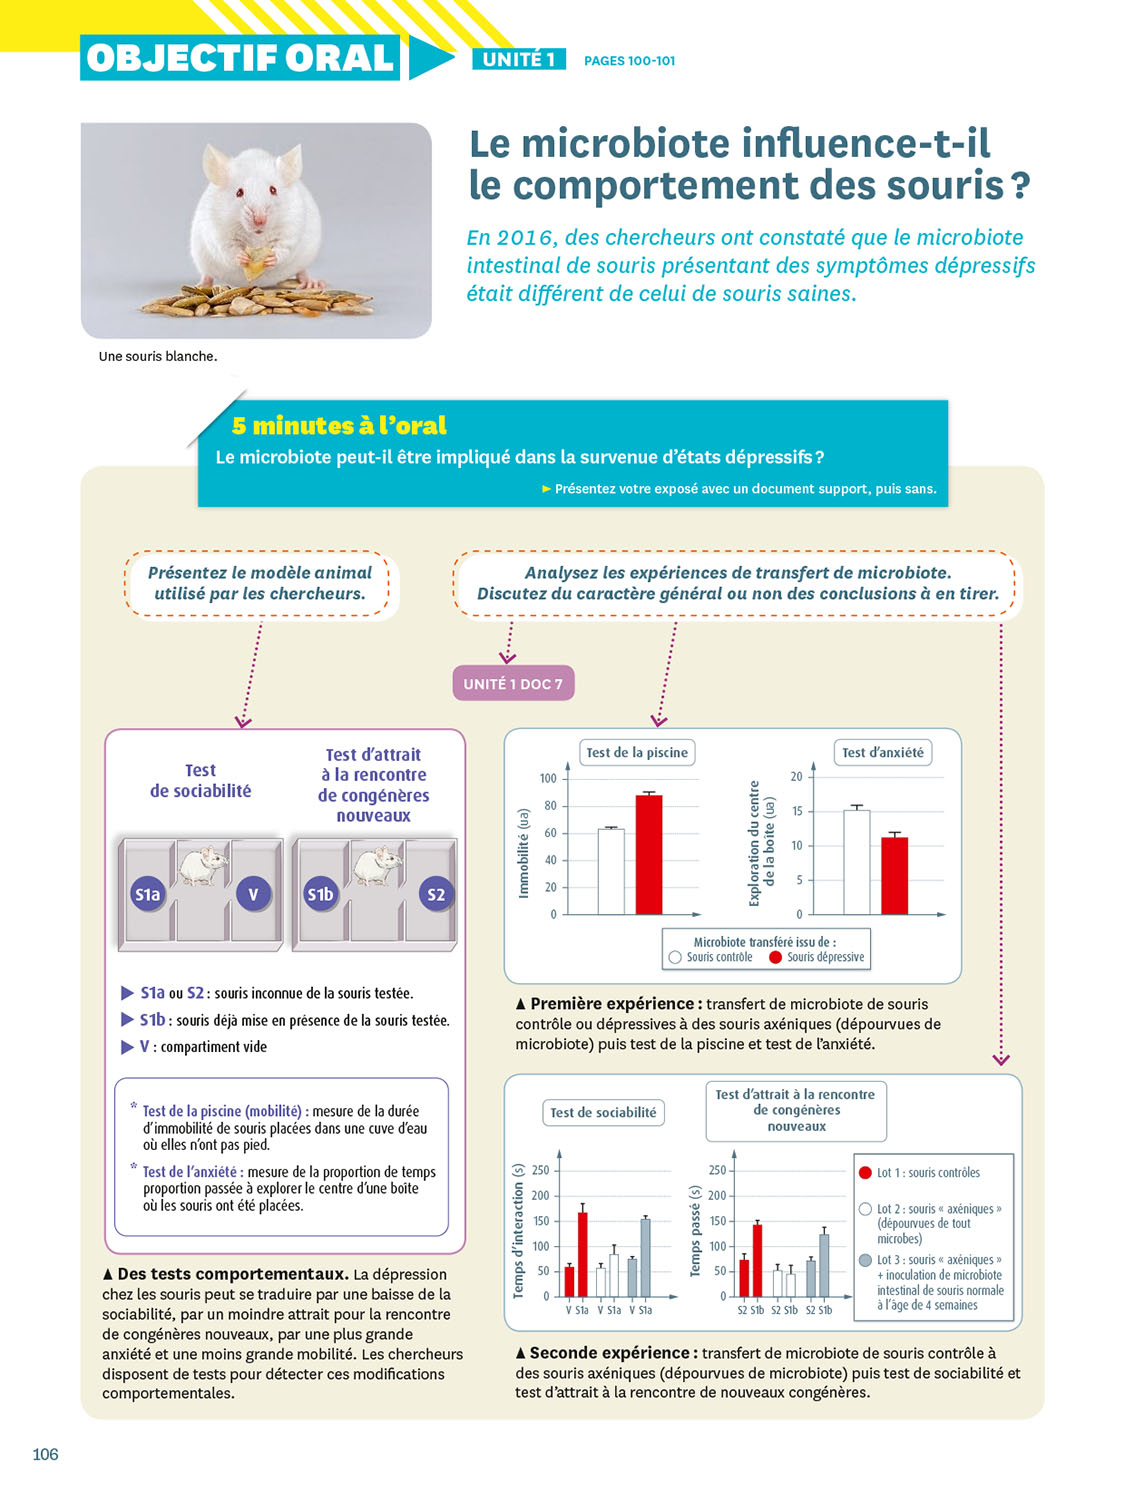 OBJECTIF ORAL
UNITÉ 1
PAGES 100-101
Le microbiote influence-t-il
le comportement des souris ?
En 2016, des chercheurs ont constaté que le microbiote
intestinal de souris présentant des symptômes dépressifs
était différent de celui de souris saines.
Une souris blanche.
5 minutes à l'oral
Le microbiote peut-il être impliqué dans la survenue d'états dépressifs ?
► Présentez votre exposé avec un document support, puis sans.
Présentez le modèle animal
utilisé par les chercheurs.
Analysez les expériences de transfert de microbiote.
Discutez du caractère général ou non des conclusions à en tirer.
UNITÉ 1 DOC 7
Test
de sociabilité
Test d'attrait
à la rencontre
de congénères
nouveaux
S1a
V
S1b
S2
▶ S1a ou S2 : souris inconnue de la souris testée.
▶ S1b : souris déjà mise en présence de la souris testée.
▶ V : compartiment vide
* Test de la piscine (mobilité) : mesure de la durée
d'immobilité de souris placées dans une cuve d'eau
où elles n'ont pas pied.
* Test de l'anxiété : mesure de la proportion de temps
proportion passée à explorer le centre d'une boîte
où les souris ont été placées.
▲ Des tests comportementaux. La dépression
chez les souris peut se traduire par une baisse de la
sociabilité, par un moindre attrait pour la rencontre
de congénères nouveaux, par une plus grande
anxiété et une moins grande mobilité. Les chercheurs
disposent de tests pour détecter ces modifications
comportementales.
Test de la piscine
Immobilité (ua)
100
80
60
40
20
0
Test d'anxiété
Exploration du centre
de la boîte (ua)
20
15
10
5
0
Microbiote transféré issu de :
Souris contrôle
Souris dépressive
▲ Première expérience : transfert de microbiote de souris
contrôle ou dépressives à des souris axéniques (dépourvues de
microbiote) puis test de la piscine et test de l'anxiété.
Test de sociabilité
Temps d'interaction (s)
250
200
150
100
50
0
V S1a V S1a V S1a
Test d'attrait à la rencontre
de congénères
nouveaux
Temps passé (s)
250
200
150
100
50
0
S2 S1b S2 S1b S2 S1b
Lot 1 : souris contrôles
Lot 2 : souris « axéniques »
(dépourvues de tout
microbes)
Lot 3 : souris « axéniques »
+ inoculation de microbiote
intestinal de souris normale
à l'âge de 4 semaines
▲ Seconde expérience : transfert de microbiote de souris contrôle à
des souris axéniques (dépourvues de microbiote) puis test de sociabilité et
test d'attrait à la rencontre de nouveaux congénères.
106